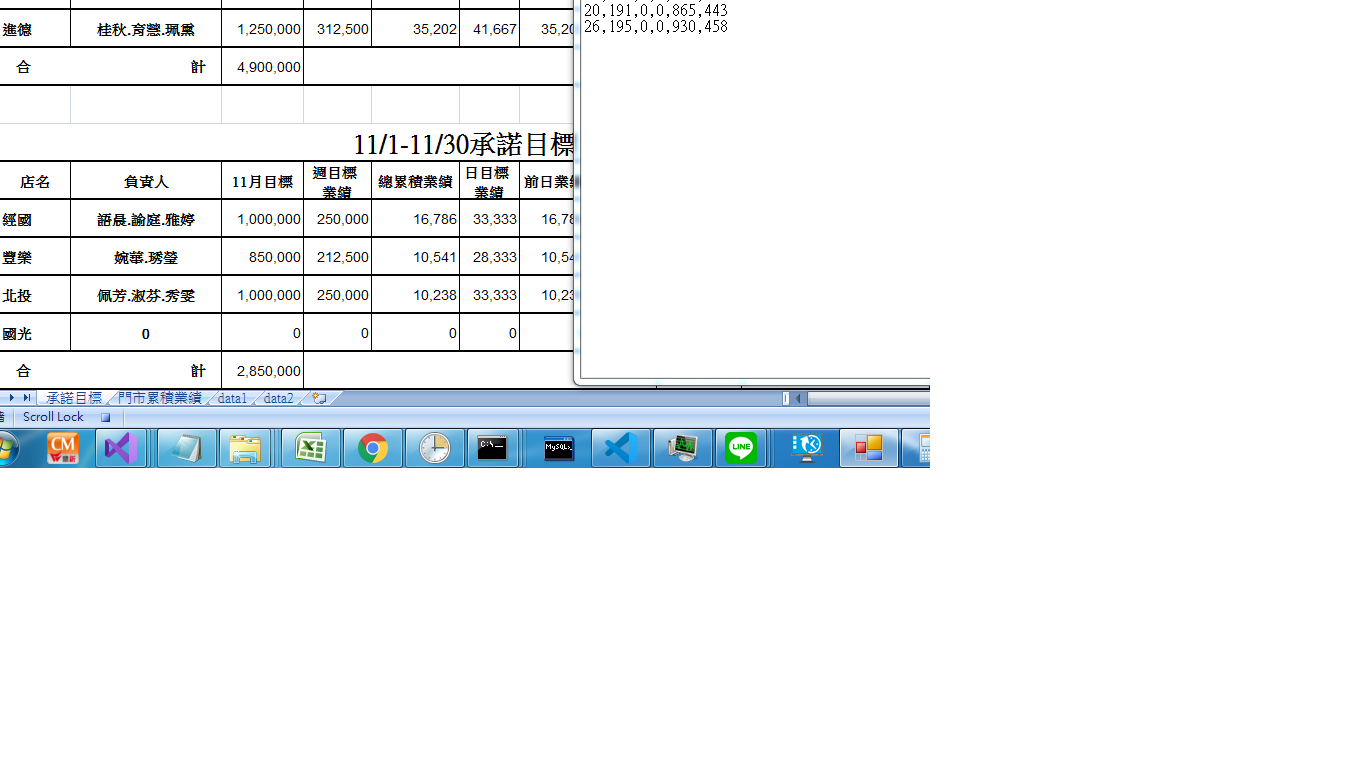 20,191,0,0,865,443
26,195,0,0,930,458
進德 桂秋.育瑩.珮黛 1,250,000 312,500 35,202 41,667 35,20
合 計 4,900,000
11/1-11/30承諾目標
店名 負責人 11月目標 週目標業績 總累積業績 日目標業績 前日業績
經國 語晨.諭庭.雅婷 1,000,000 250,000 16,786 33,333 16,78
豐樂 婉華.琇瑩 850,000 212,500 10,541 28,333 10,54
北投 佩芳.淑芬.秀雯 1,000,000 250,000 10,238 33,333 10,23
國光 0 0 0 0 0
合 計 2,850,000
承諾目標 門市累積業績 data1 data2
Scroll Lock
CM
C:\_
MySQL>
LINE